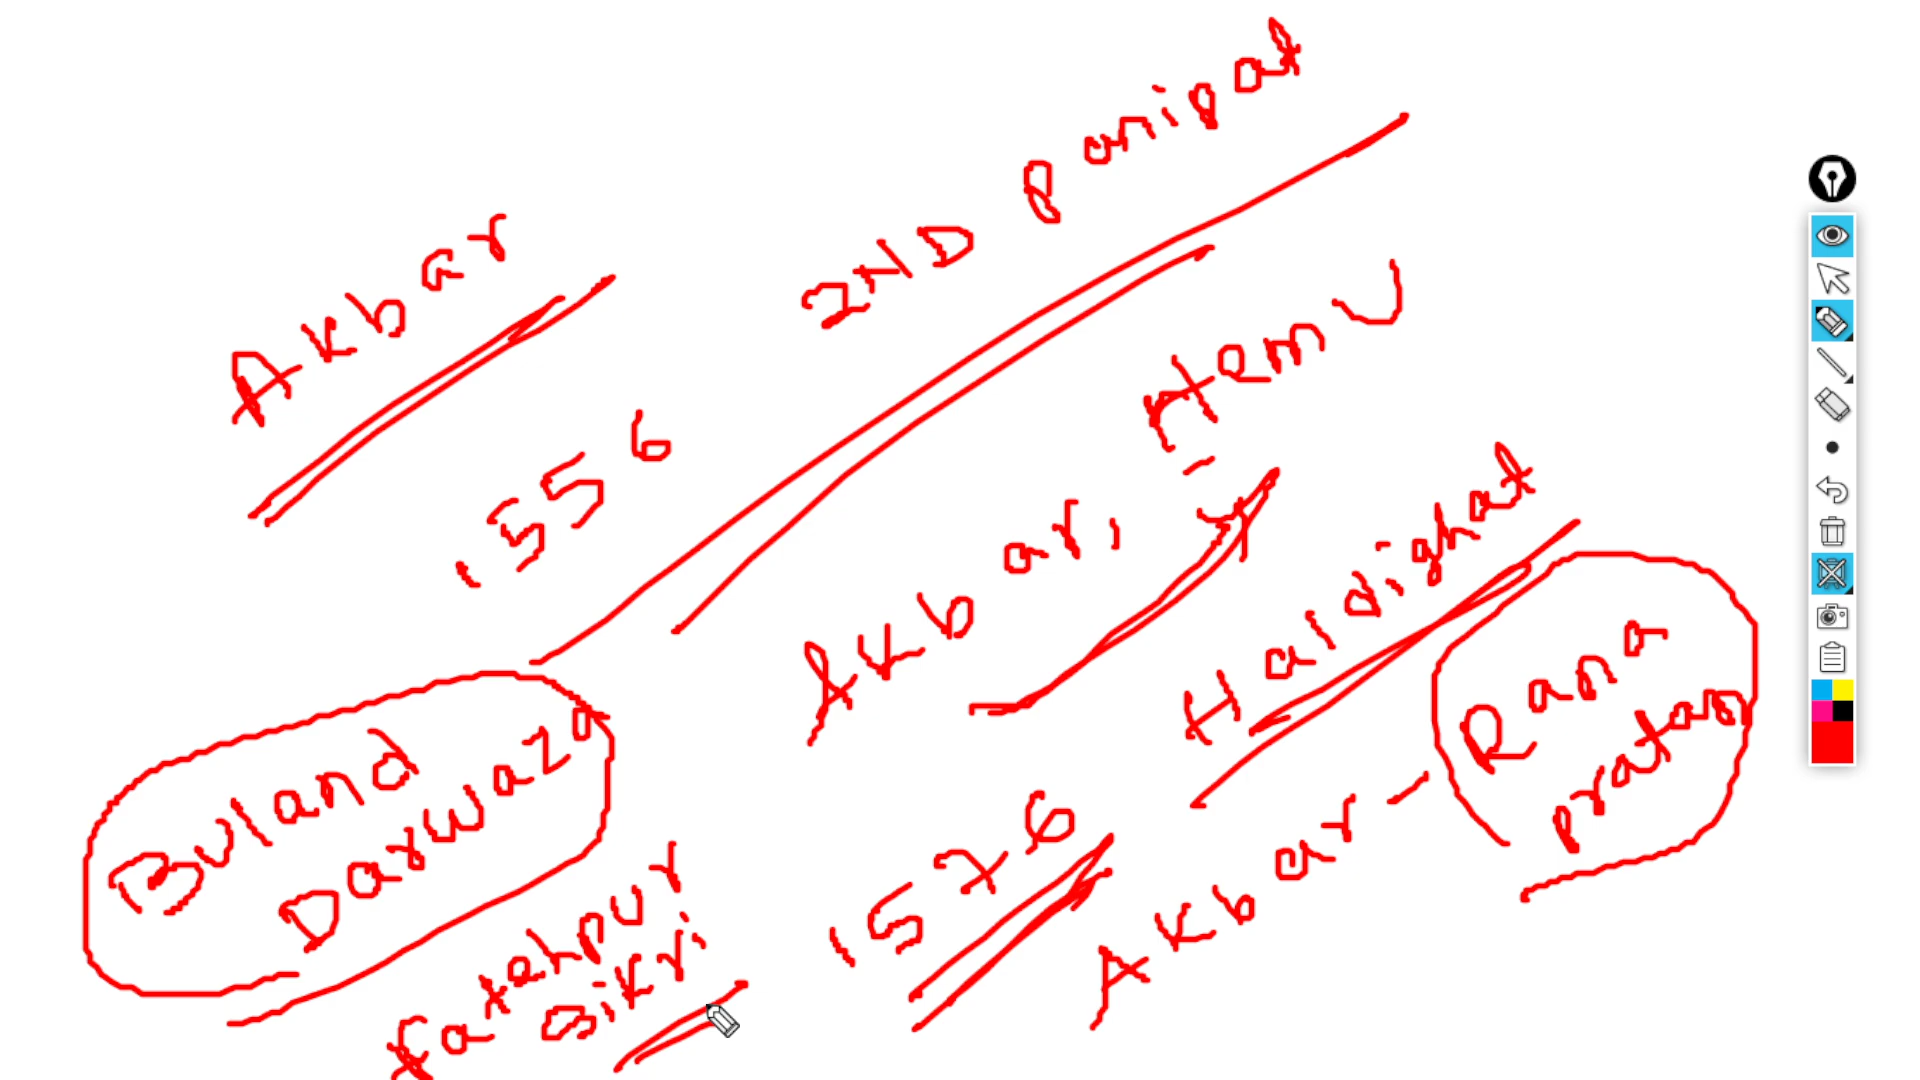 Akbar
1556 2ND Panipat
Akbar, Hemu
1576 Haldighat
Akbar - Rana
pratap
Buland
Darwaza
fatehpur
sikri